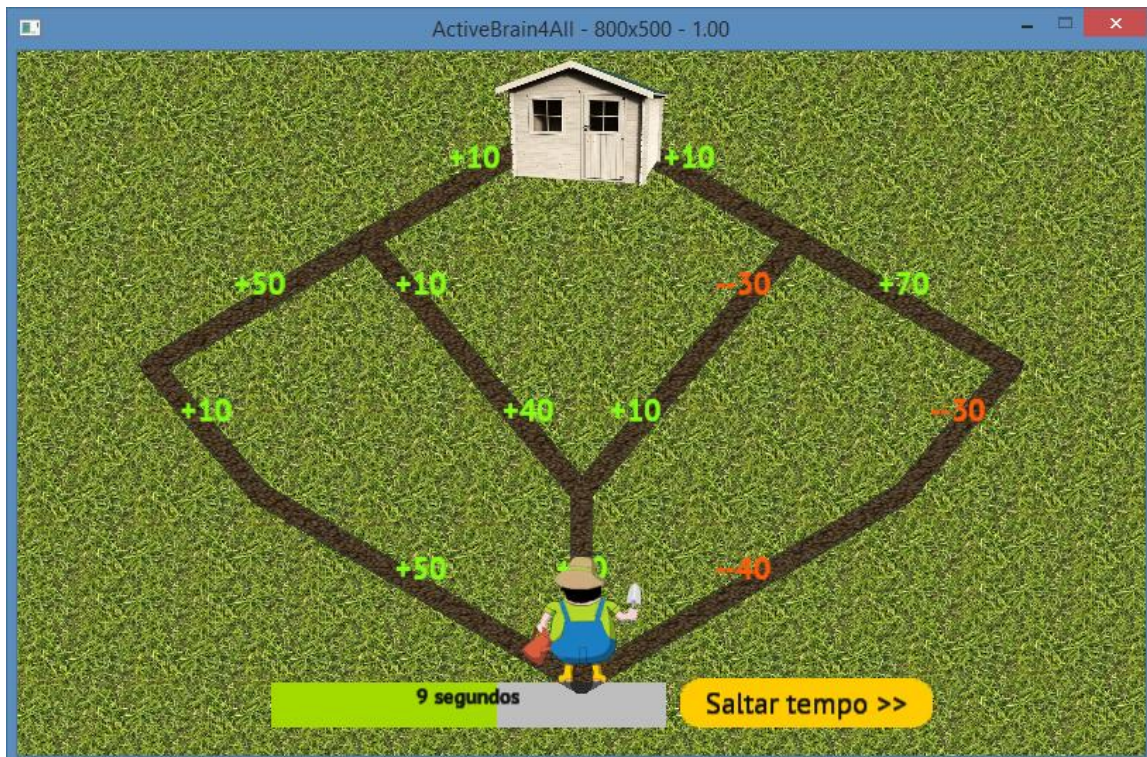 ActiveBrain4All - 800x500 - 1.00
+10 +10
+50 +10 -30 +70
+10 +40 +10 -30
+50 -40
9 segundos
Saltar tempo >>